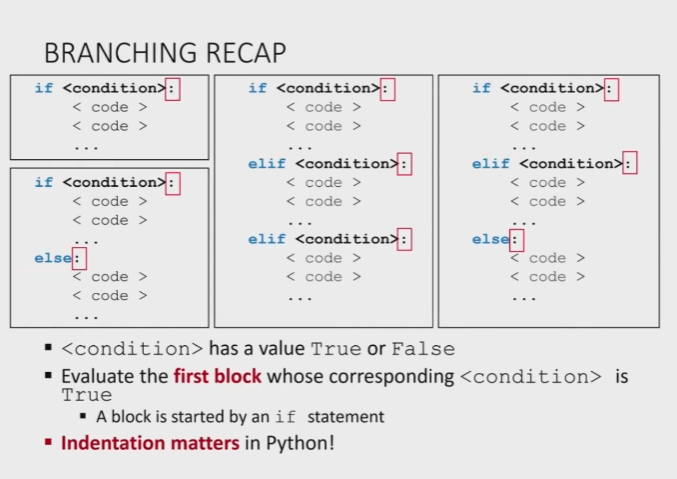 BRANCHING RECAP
if <condition>:
< code >
< code >
...
if <condition>:
< code >
< code >
...
else:
< code >
< code >
...
if <condition>:
< code >
< code >
...
elif <condition>:
< code >
< code >
...
elif <condition>:
< code >
< code >
...
if <condition>:
< code >
< code >
...
elif <condition>:
< code >
< code >
...
else:
< code >
< code >
...
▪ <condition> has a value True or False
▪ Evaluate the first block whose corresponding <condition> is
True
▪ A block is started by an if statement
▪ Indentation matters in Python!